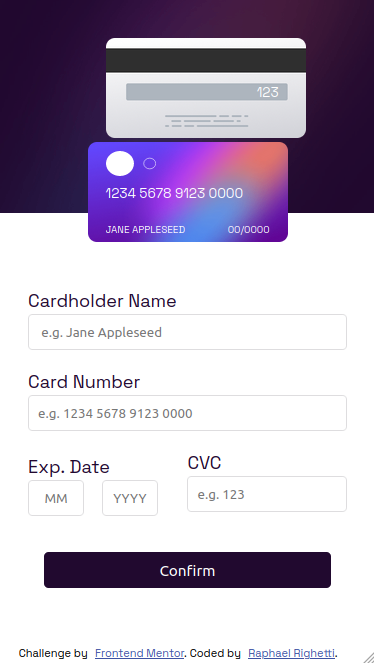 123
1234 5678 9123 0000
JANE APPLESEED 00/0000
Cardholder Name
e.g. Jane Appleseed
Card Number
e.g. 1234 5678 9123 0000
Exp. Date CVC
MM YYYY e.g. 123
Confirm
Challenge by Frontend Mentor. Coded by Raphael Righetti.